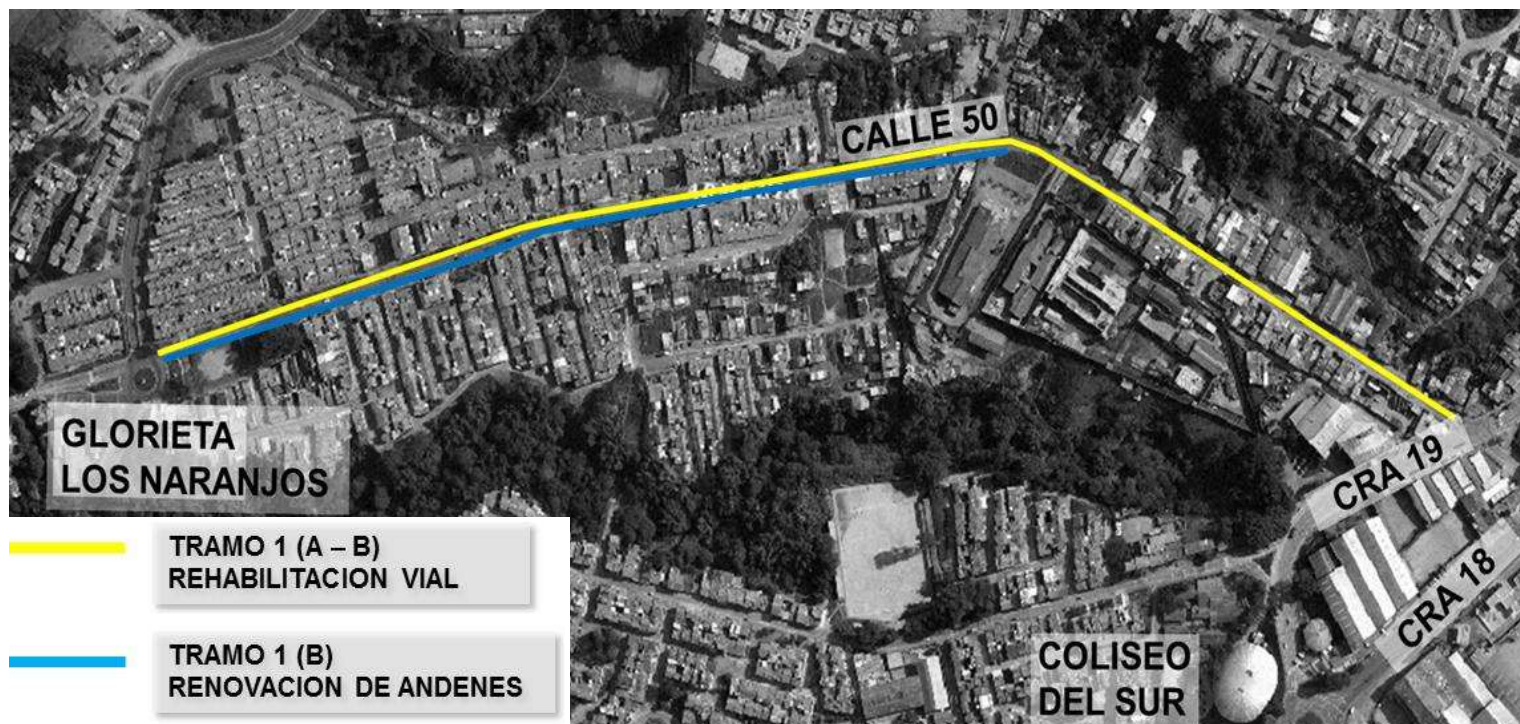 CALLE 50
GLORIETA
LOS NARANJOS
CRA 19
CRA 18
COLISEO
DEL SUR
TRAMO 1 (A – B)
REHABILITACION VIAL
TRAMO 1 (B)
RENOVACION DE ANDENES